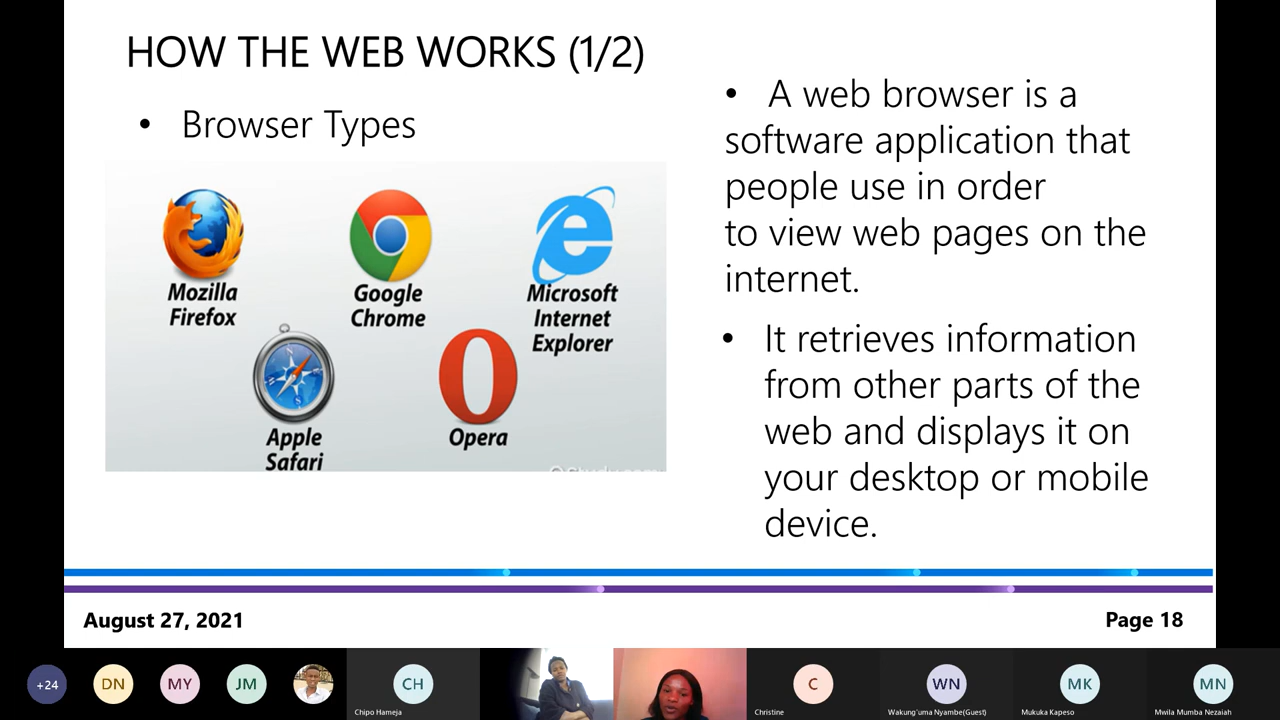 HOW THE WEB WORKS (1/2)
• Browser Types
Mozilla
Firefox
Google
Chrome
Microsoft
Internet
Explorer
Apple
Safari
Opera
• A web browser is a
software application that
people use in order
to view web pages on the
internet.
• It retrieves information
from other parts of the
web and displays it on
your desktop or mobile
device.
August 27, 2021
Page 18
+24
DN
MY
JM
CH
C
WN
MK
MN
Chipo Hameja
Christine
Wakung'uma Nyambe(Guest)
Mukuka Kapeso
Mwila Mumba Nezaiah